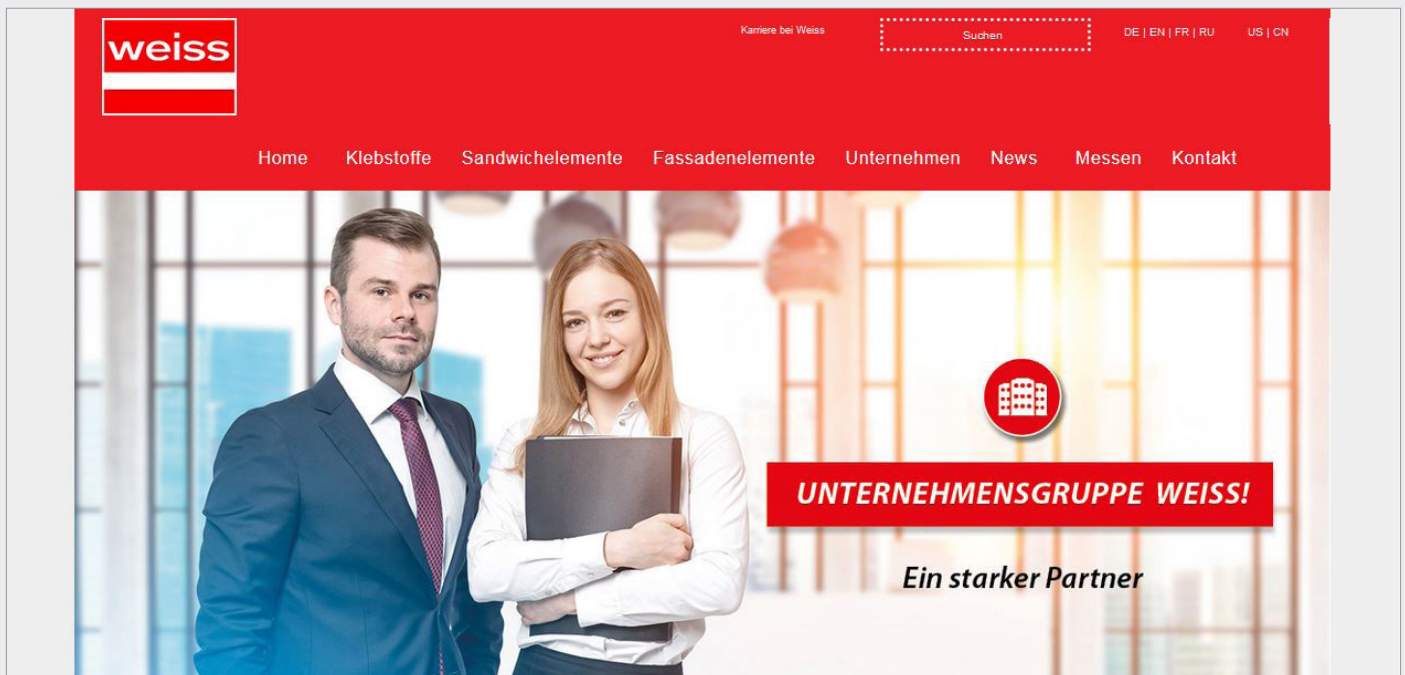 weiss
Karriere bei Weiss
Suchen
DE | EN | FR | RU
US | CN
Home Klebstoffe Sandwichelemente Fassadenelemente Unternehmen News Messen Kontakt
UNTERNEHMENSGRUPPE WEISS!
Ein starker Partner